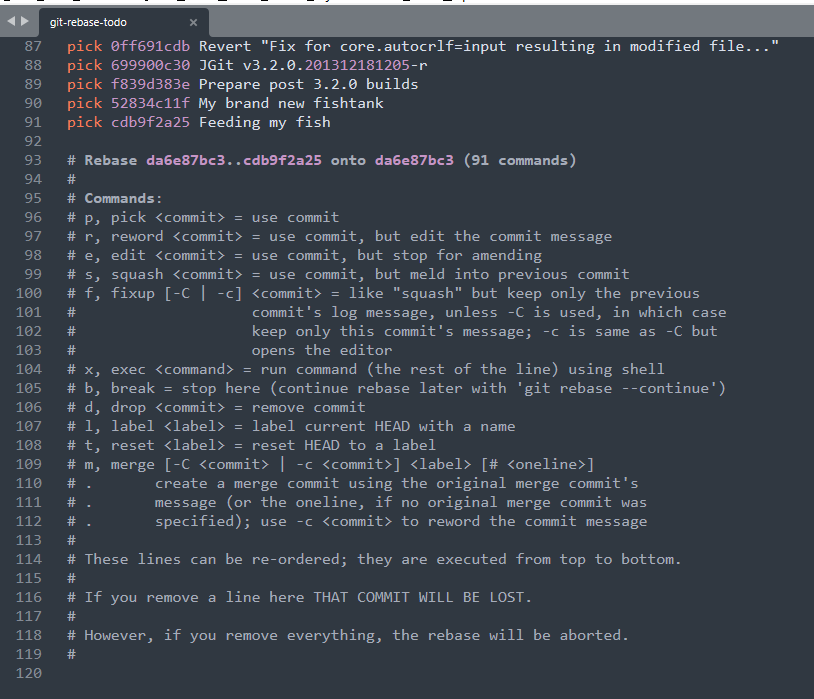 git-rebase-todo ×
87 pick 0ff691cdb Revert "Fix for core.autocrlf=input resulting in modified file..."
88 pick 699900c30 JGit v3.2.0.201312181205-r
89 pick f839d383e Prepare post 3.2.0 builds
90 pick 52834c11f My brand new fishtank
91 pick cdb9f2a25 Feeding my fish
92
93 # Rebase da6e87bc3..cdb9f2a25 onto da6e87bc3 (91 commands)
94 #
95 # Commands:
96 # p, pick <commit> = use commit
97 # r, reword <commit> = use commit, but edit the commit message
98 # e, edit <commit> = use commit, but stop for amending
99 # s, squash <commit> = use commit, but meld into previous commit
100 # f, fixup [-C | -c] <commit> = like "squash" but keep only the previous
101 # commit's log message, unless -C is used, in which case
102 # keep only this commit's message; -c is same as -C but
103 # opens the editor
104 # x, exec <command> = run command (the rest of the line) using shell
105 # b, break = stop here (continue rebase later with 'git rebase --continue')
106 # d, drop <commit> = remove commit
107 # l, label <label> = label current HEAD with a name
108 # t, reset <label> = reset HEAD to a label
109 # m, merge [-C <commit> | -c <commit>] <label> [# <oneline>]
110 # . create a merge commit using the original merge commit's
111 # . message (or the oneline, if no original merge commit was
112 # . specified); use -c <commit> to reword the commit message
113 #
114 # These lines can be re-ordered; they are executed from top to bottom.
115 #
116 # If you remove a line here THAT COMMIT WILL BE LOST.
117 #
118 # However, if you remove everything, the rebase will be aborted.
119 #
120